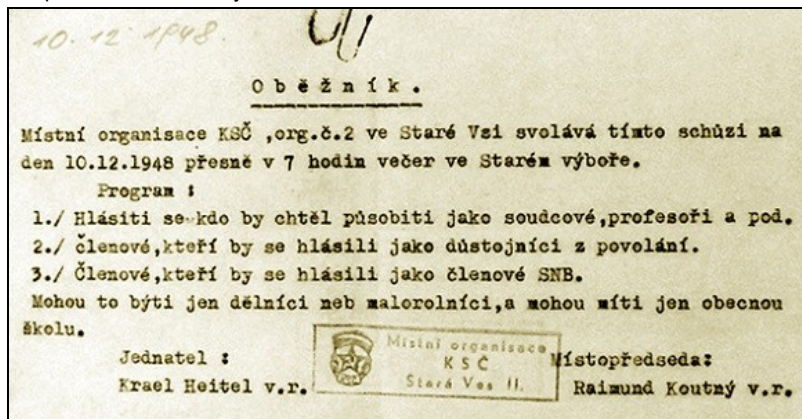 10.12.1948.
Oběžník.
Místní organisace KSČ ,org.č.2 ve Staré Vsi svolává tímto schůzi na
den 10.12.1948 přesně v 7 hodin večer ve Starém výboře.
Program :
1./ Hlásiti se kdo by chtěl působiti jako soudcové,profesoři a pod.
2./ členové,kteří by se hlásili jako důstojníci z povolání.
3./ Členové,kteří by se hlásili jako členové SNB.
Mohou to býti jen dělníci neb malorolníci,a mohou míti jen obecnou
školu.
Jednatel :
Krael Heitel v.r.
Místní organisace
KSČ
Stará Ves II.
Místopředseda:
Raimund Koutný v.r.